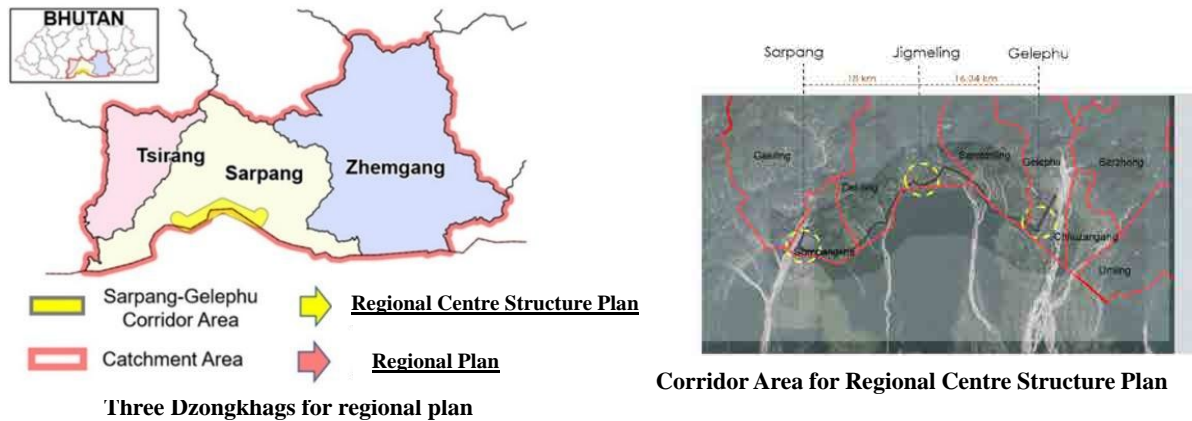 BHUTAN
Tsirang
Sarpang
Zhemgang
Sarpang-Gelephu
Corridor Area
Regional Centre Structure Plan
Catchment Area
Regional Plan
Three Dzongkhags for regional plan
Sarpang
Jigmeling
Gelephu
18 km
16.04 km
Gelephu
Chhuzangang
Umling
Corridor Area for Regional Centre Structure Plan